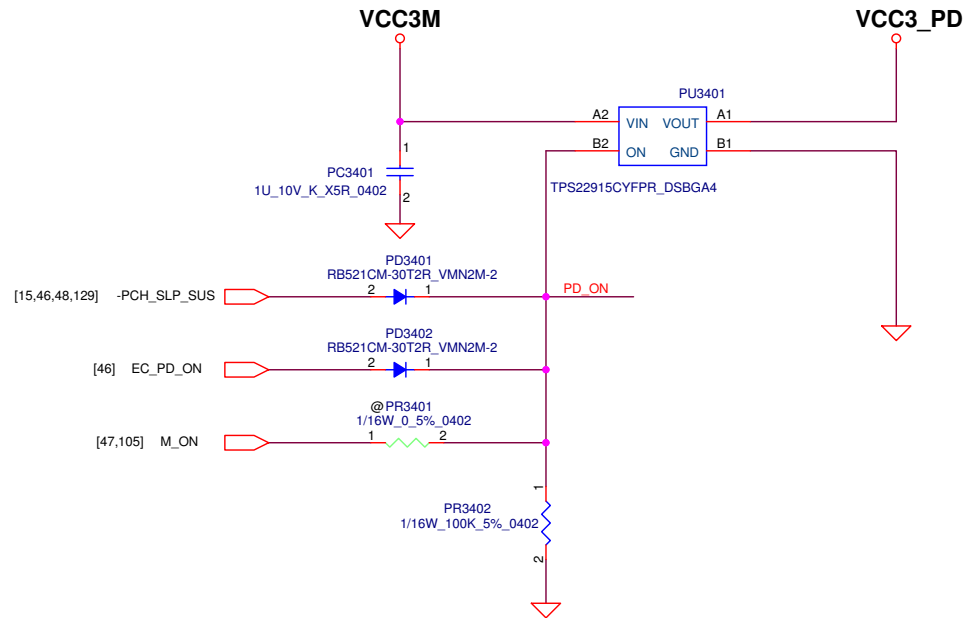 VCC3M
VCC3_PD
PU3401
A2 VIN VOUT A1
B2 ON GND B1
TPS22915CYFPR_DSBGA4
1
PC3401
1U_10V_K_X5R_0402
2
PD3401
RB521CM-30T2R_VMN2M-2
[15,46,48,129] -PCH_SLP_SUS 2 1 PD_ON
PD3402
RB521CM-30T2R_VMN2M-2
[46] EC_PD_ON 2 1
@PR3401
1/16W_0_5%_0402
[47,105] M_ON 1 2
1
PR3402
1/16W_100K_5%_0402
2